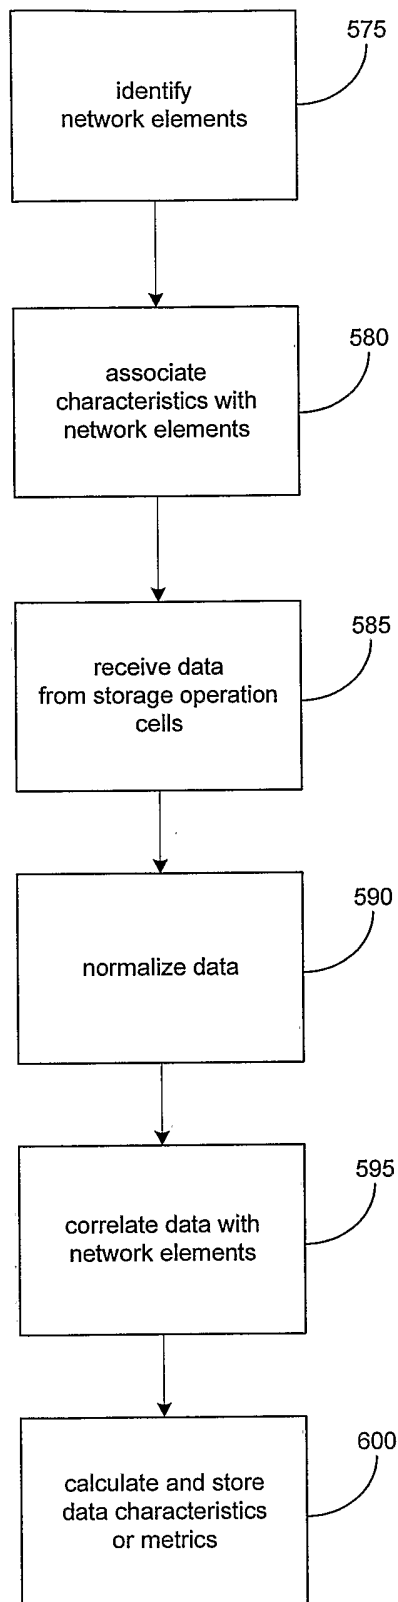 575
identify
network elements
580
associate
characteristics with
network elements
585
receive data
from storage operation
cells
590
normalize data
595
correlate data with
network elements
600
calculate and store
data characteristics
or metrics